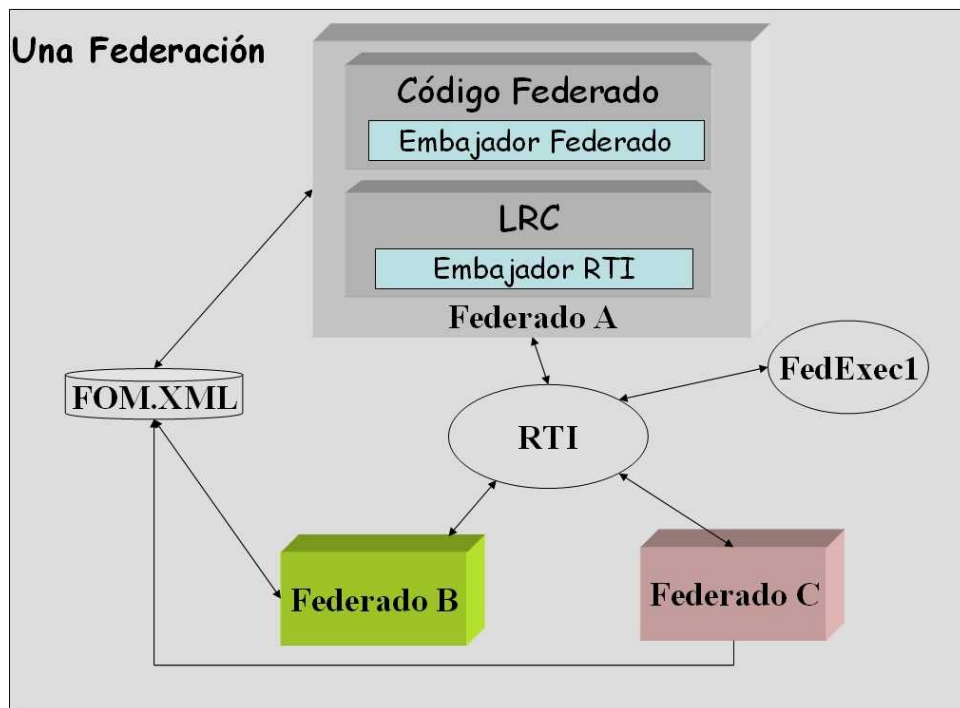 Una Federación
Código Federado
Embajador Federado
LRC
Embajador RTI
Federado A
FedExec1
FOM.XML
RTI
Federado B
Federado C